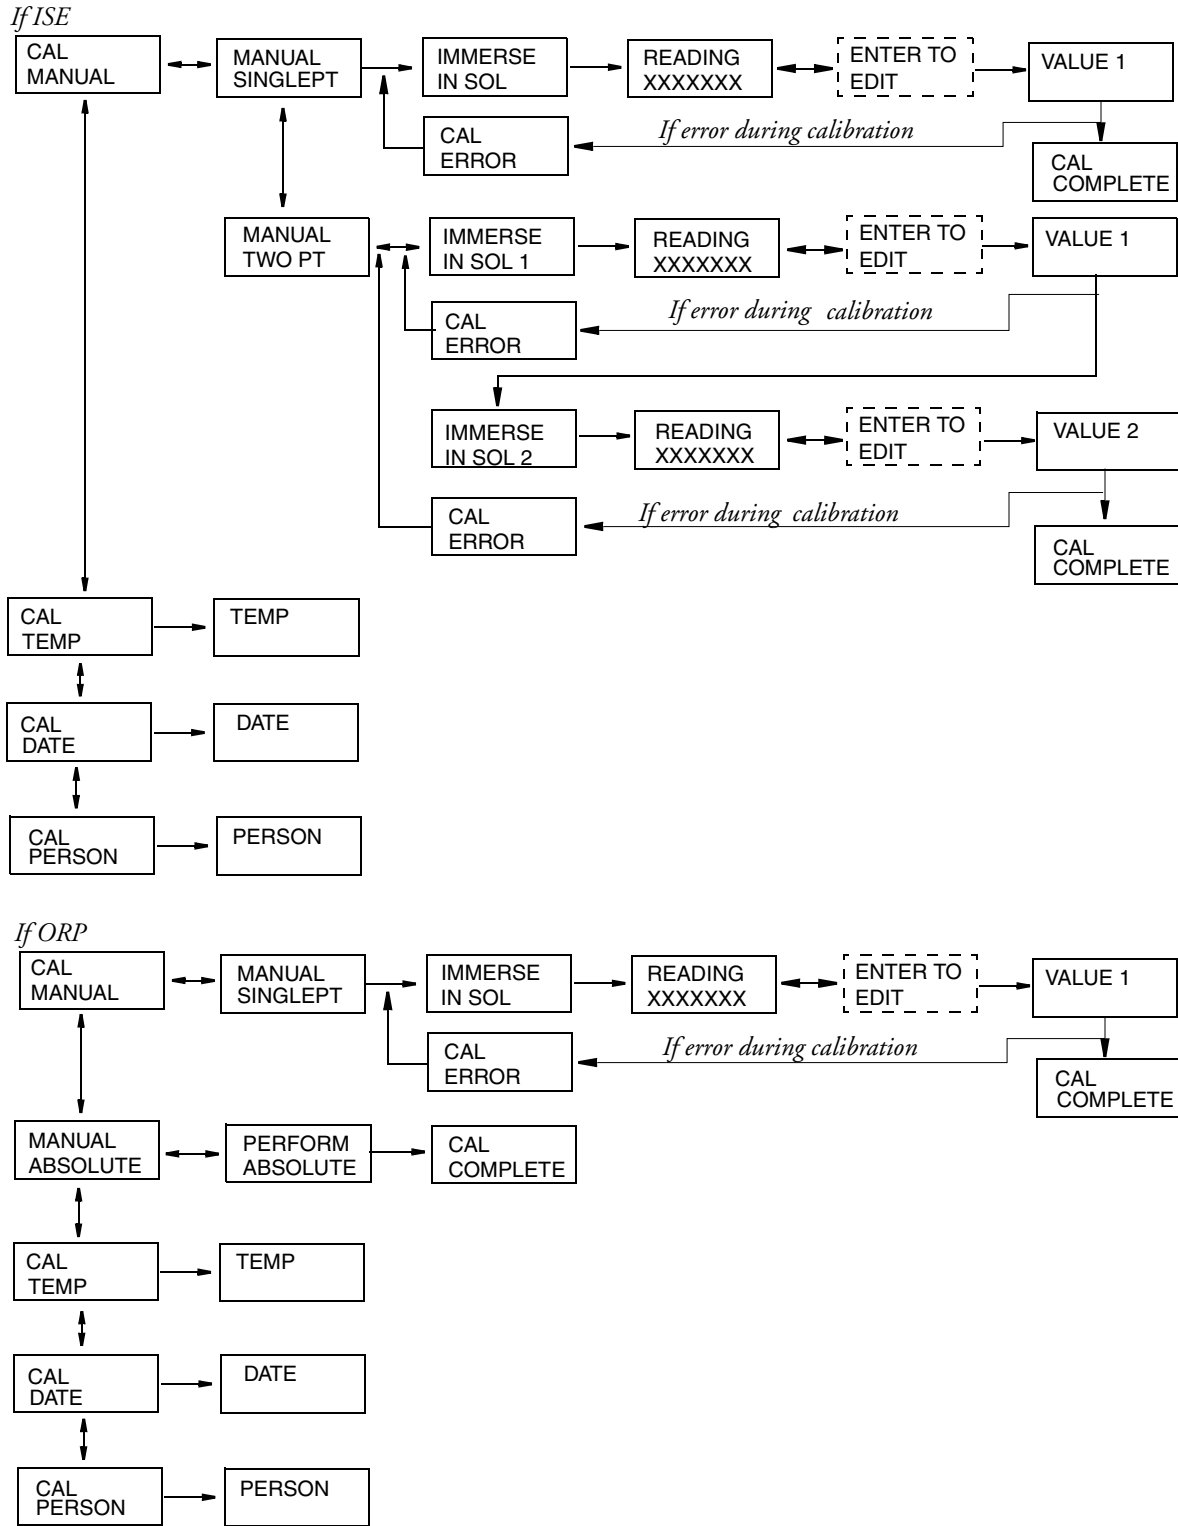 If ISE
CAL
MANUAL
MANUAL
SINGLEPT
IMMERSE
IN SOL
READING
XXXXXXX
ENTER TO
EDIT
VALUE 1
CAL
ERROR
If error during calibration
CAL
COMPLETE
MANUAL
TWO PT
IMMERSE
IN SOL 1
READING
XXXXXXX
ENTER TO
EDIT
VALUE 1
CAL
ERROR
If error during calibration
IMMERSE
IN SOL 2
READING
XXXXXXX
ENTER TO
EDIT
VALUE 2
CAL
ERROR
If error during calibration
CAL
COMPLETE
CAL
TEMP
TEMP
CAL
DATE
DATE
CAL
PERSON
PERSON
If ORP
CAL
MANUAL
MANUAL
SINGLEPT
IMMERSE
IN SOL
READING
XXXXXXX
ENTER TO
EDIT
VALUE 1
CAL
ERROR
If error during calibration
CAL
COMPLETE
MANUAL
ABSOLUTE
PERFORM
ABSOLUTE
CAL
COMPLETE
CAL
TEMP
TEMP
CAL
DATE
DATE
CAL
PERSON
PERSON